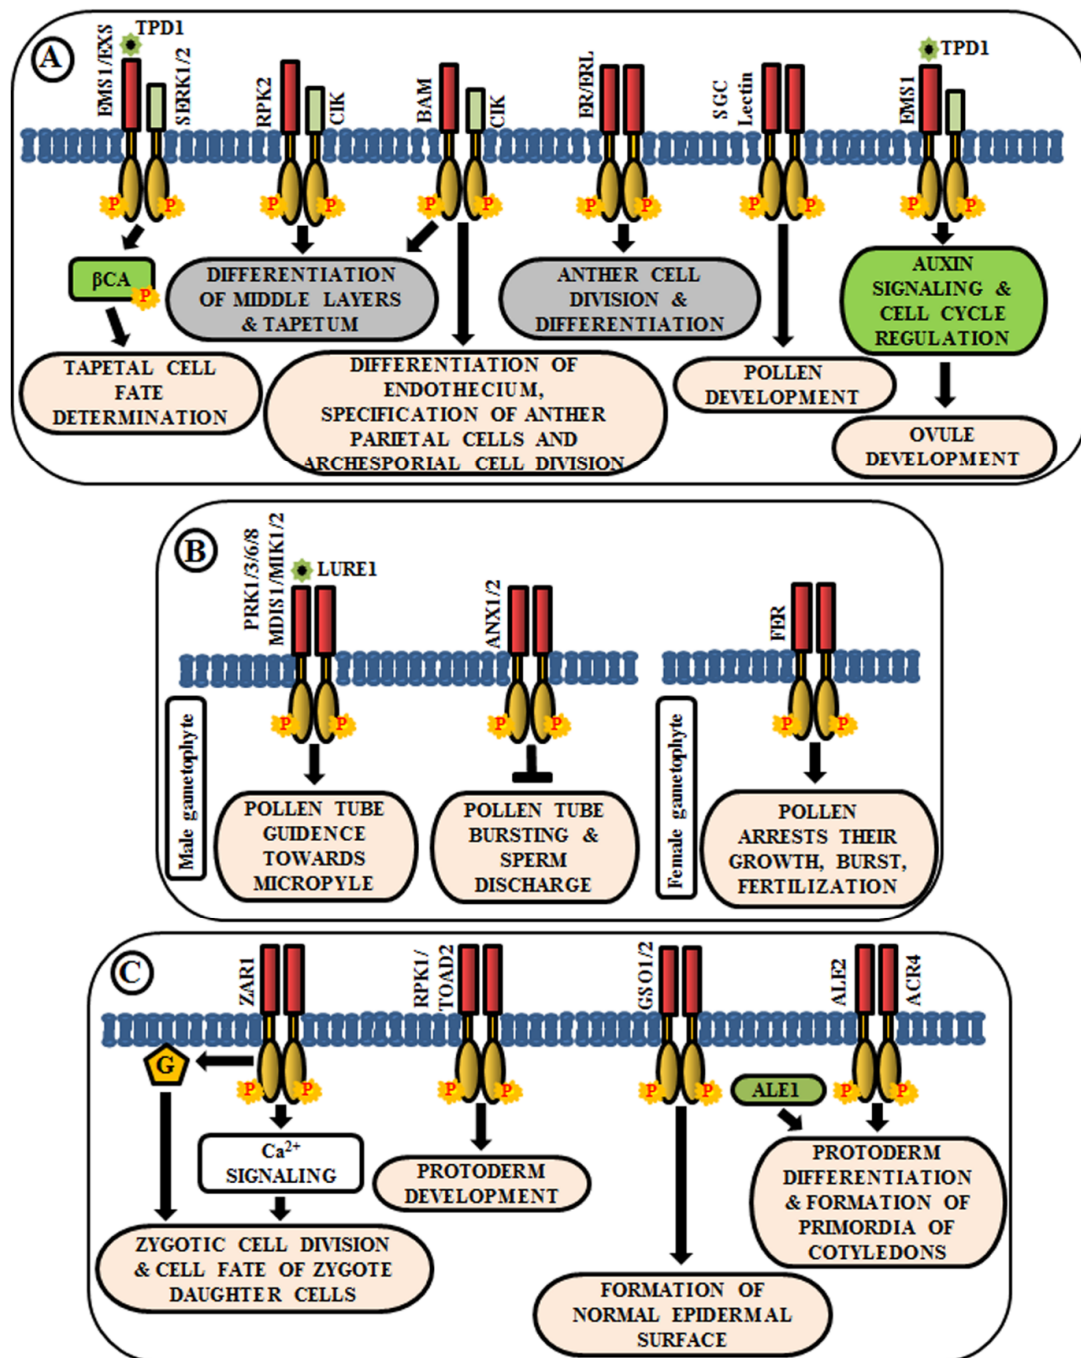 A
EMS1/EXS
TPD1
SERK1/2
RPK2
CIK
BAM
CIK
ER/ERL
SGC
Lectin
EMS1
TPD1
P P
P P
P P
P P
P P
P P
βCA
P
DIFFERENTIATION
OF MIDDLE LAYERS
& TAPETUM
ANTHER CELL
DIVISION &
DIFFERENTIATION
AUXIN
SIGNALING &
CELL CYCLE
REGULATION
TAPETAL CELL
FATE
DETERMINATION
DIFFERENTIATION OF
ENDOTHECIUM,
SPECIFICATION OF ANTHER
PARIETAL CELLS AND
ARCHESPORIAL CELL DIVISION
POLLEN
DEVELOPMENT
OVULE
DEVELOPMENT
B
PRK1/3/6/8
MDIS1/MIK1/2
LURE1
ANX1/2
FER
P P
P P
P P
Male gametophyte
POLLEN TUBE
GUIDENCE
TOWARDS
MICROPYLE
POLLEN TUBE
BURSTING &
SPERM
DISCHARGE
Female gametophyte
POLLEN
ARRESTS THEIR
GROWTH, BURST,
FERTILIZATION
C
ZAR1
RPK1/
TOAD2
GSO1/2
ALE2
ACR4
G
P P
P P
P P
P P
ALE1
Ca2+
SIGNALING
PROTODERM
DEVELOPMENT
PROTODERM
DIFFERENTIATION
& FORMATION OF
PRIMORDIA OF
COTYLEDONS
ZYGOTIC CELL DIVISION
& CELL FATE OF ZYGOTE
DAUGHTER CELLS
FORMATION OF
NORMAL EPIDERMAL
SURFACE